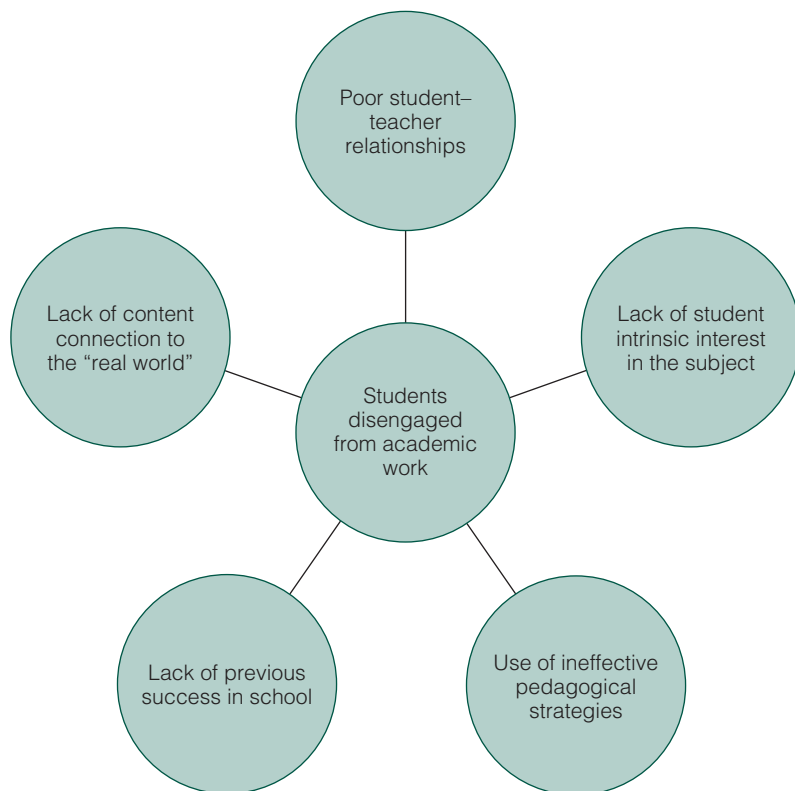 Poor student–
teacher
relationships
Lack of content
connection to
the “real world”
Lack of student
intrinsic interest
in the subject
Students
disengaged
from academic
work
Lack of previous
success in school
Use of ineffective
pedagogical
strategies